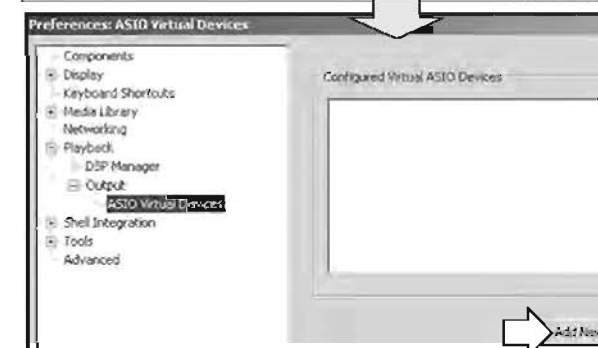 Preferences: ASIO Virtual Devices
Components
Display
Keyboard Shortcuts
Media Library
Networking
Playback
DSP Manager
Output
ASIO Virtual Devices
Shell Integration
Tools
Advanced
Configured Virtual ASIO Devices
Add New